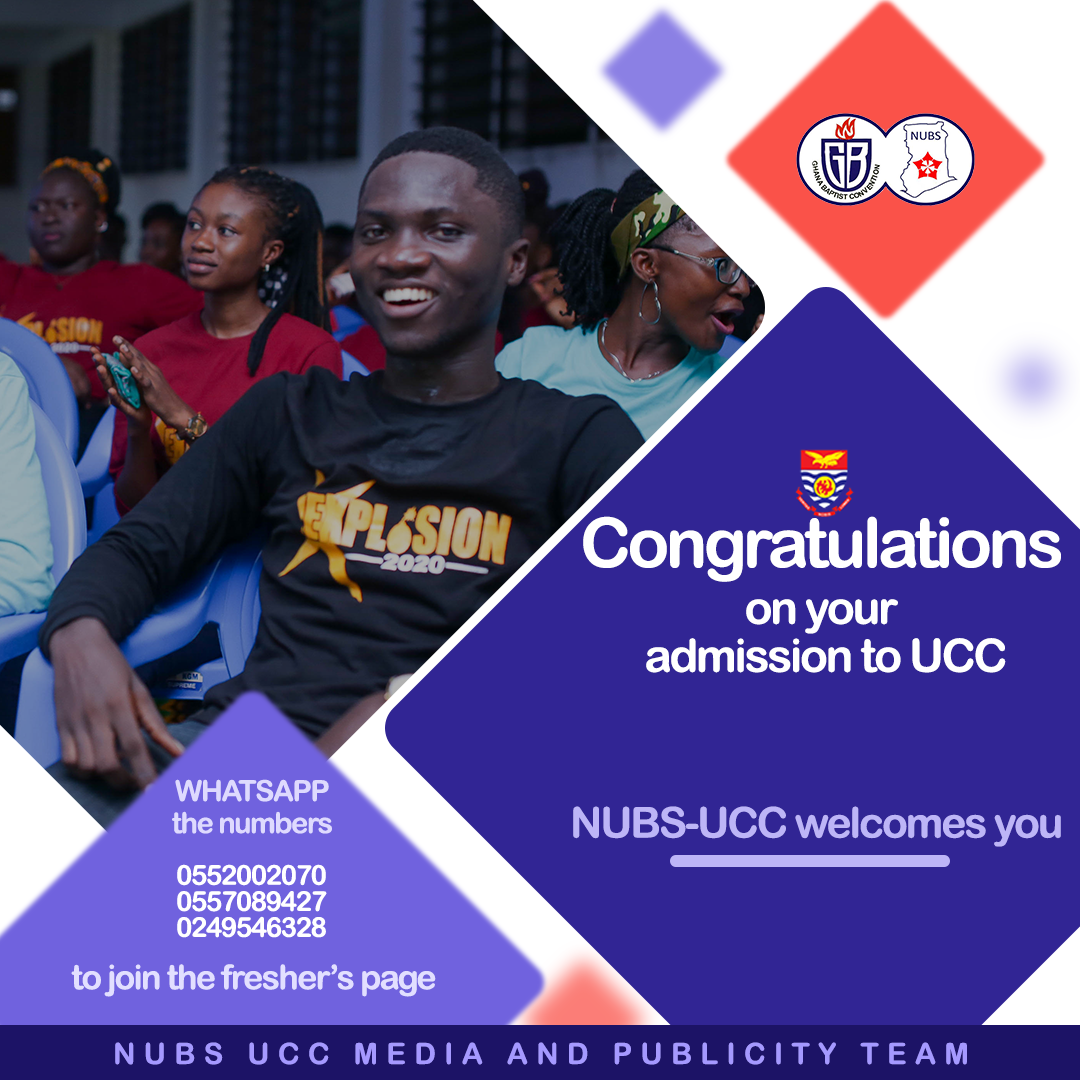 NUBS
GB
GHANA BAPTIST CONVENTION
EXPLOSION
2020
Congratulations
on your
admission to UCC
NUBS-UCC welcomes you
WHATSAPP
the numbers
0552002070
0557089427
0249546328
to join the fresher’s page
NUBS UCC MEDIA AND PUBLICITY TEAM